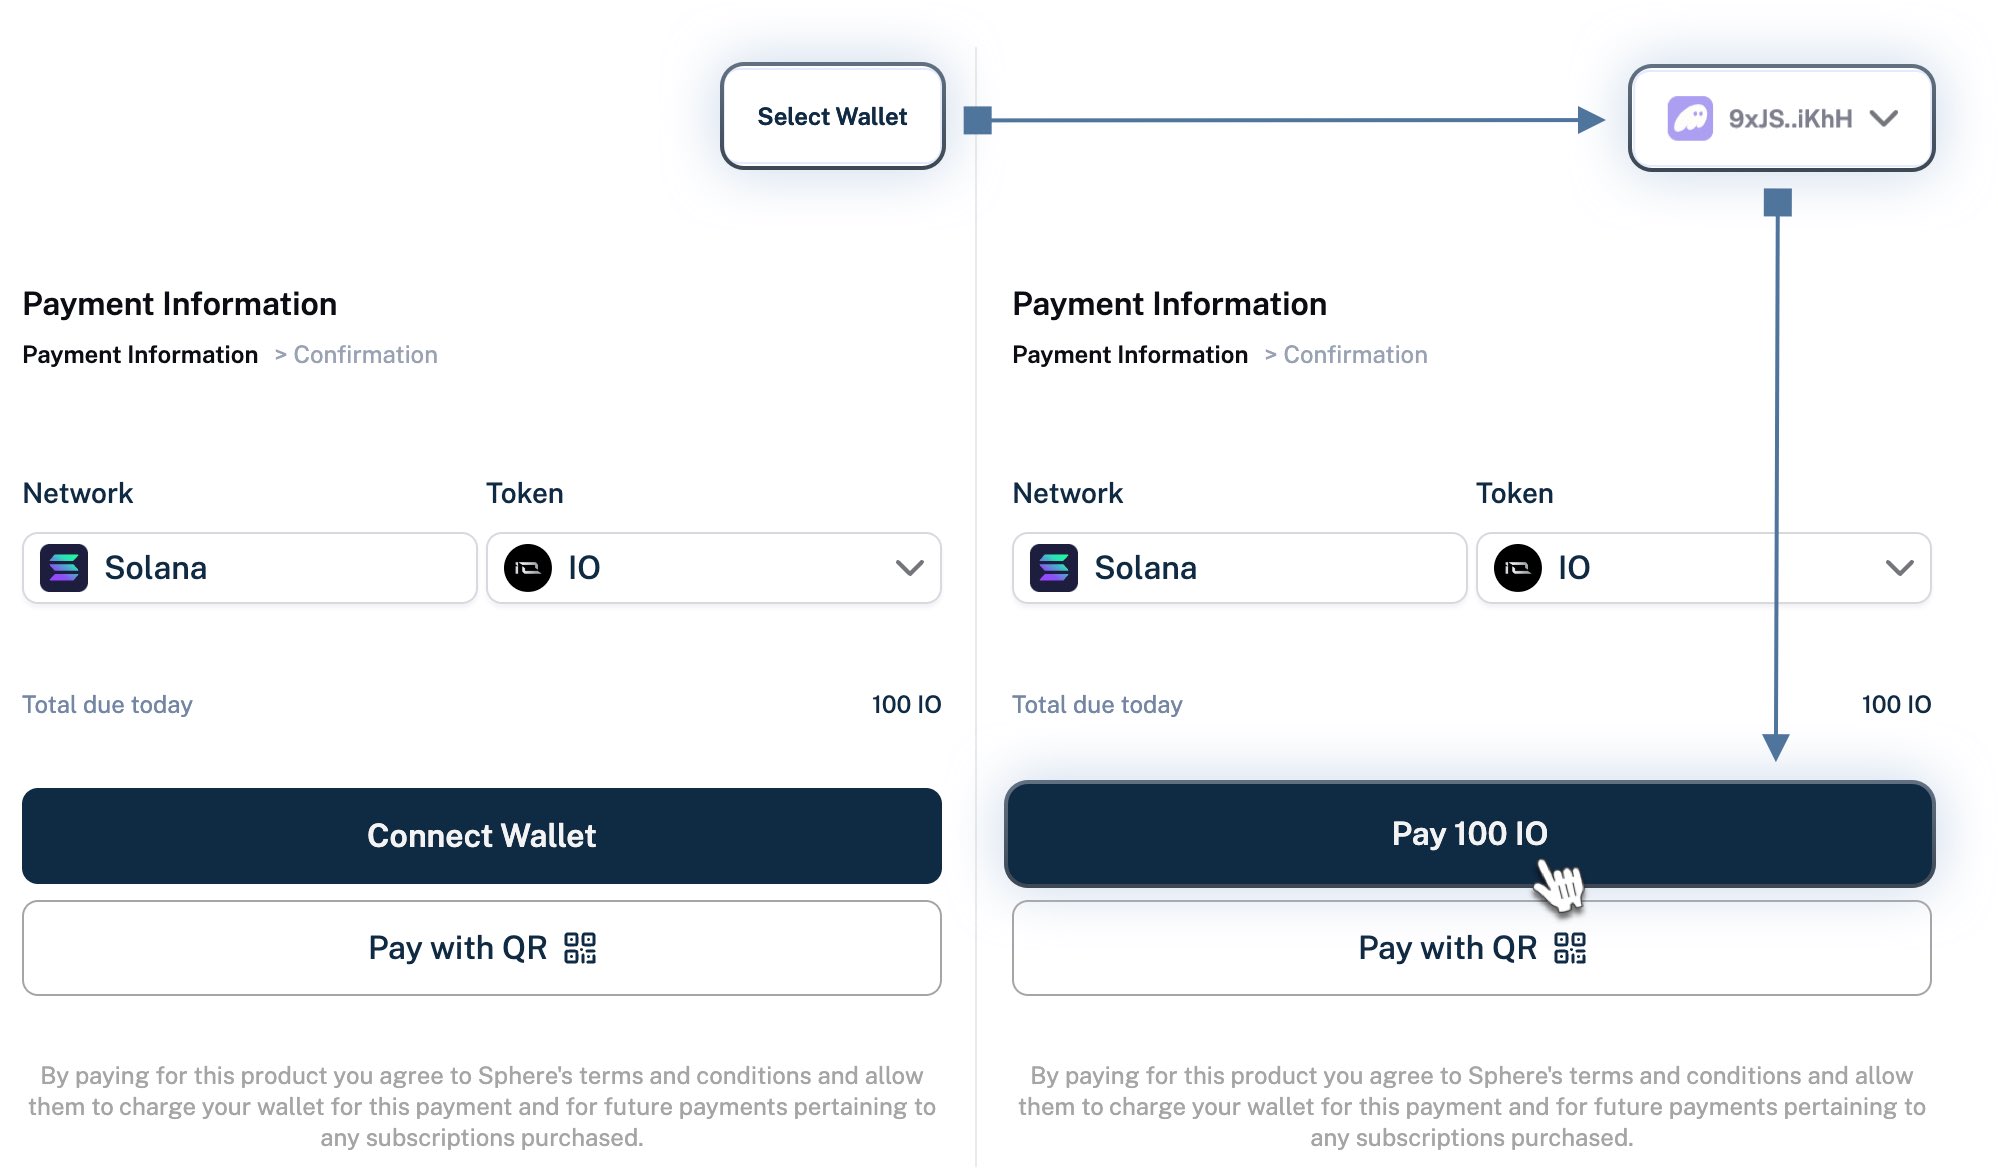 Select Wallet
Payment Information
Payment Information > Confirmation
Network Token
Solana IO
Total due today 100 IO
Connect Wallet
Pay with QR
By paying for this product you agree to Sphere's terms and conditions and allow
them to charge your wallet for this payment and for future payments pertaining to
any subscriptions purchased.
9xJS..iKhH
Payment Information
Payment Information > Confirmation
Network Token
Solana IO
Total due today 100 IO
Pay 100 IO
Pay with QR
By paying for this product you agree to Sphere's terms and conditions and allow
them to charge your wallet for this payment and for future payments pertaining to
any subscriptions purchased.